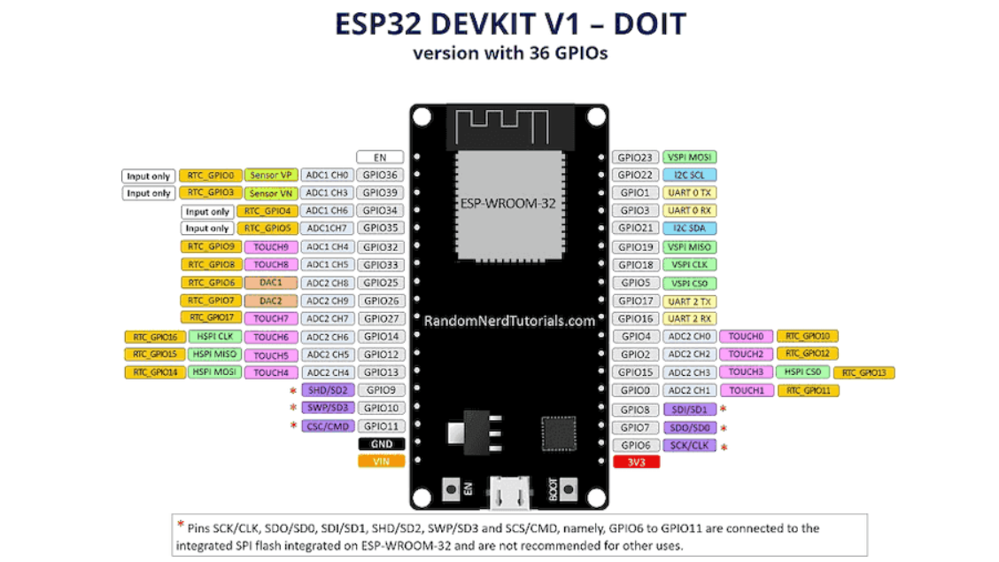 ESP32 DEVKIT V1 – DOIT
version with 36 GPIOs
EN
Input only RTC_GPIO0 Sensor VP ADC1 CH0 GPIO36
Input only RTC_GPIO3 Sensor VN ADC1 CH3 GPIO39
Input only RTC_GPIO4 ADC1 CH6 GPIO34
Input only RTC_GPIO5 ADC1CH7 GPIO35
RTC_GPIO9 TOUCH9 ADC1 CH4 GPIO32
RTC_GPIO8 TOUCH8 ADC1 CH5 GPIO33
RTC_GPIO6 DAC1 ADC2 CH8 GPIO25
RTC_GPIO7 DAC2 ADC2 CH9 GPIO26
RTC_GPIO17 TOUCH7 ADC2 CH7 GPIO27
RTC_GPIO16 HSPI CLK TOUCH6 ADC2 CH6 GPIO14
RTC_GPIO15 HSPI MISO TOUCH5 ADC2 CH5 GPIO12
RTC_GPIO14 HSPI MOSI TOUCH4 ADC2 CH4 GPIO13
* SHD/SD2 GPIO9
* SWP/SD3 GPIO10
* CSC/CMD GPIO11
GND
VIN
ESP-WROOM-32
RandomNerdTutorials.com
EN
BOOT
GPIO23 VSPI MOSI
GPIO22 I2C SCL
GPIO1 UART 0 TX
GPIO3 UART 0 RX
GPIO21 I2C SDA
GPIO19 VSPI MISO
GPIO18 VSPI CLK
GPIO5 VSPI CS0
GPIO17 UART 2 TX
GPIO16 UART 2 RX
GPIO4 ADC2 CH0 TOUCH0 RTC_GPIO10
GPIO2 ADC2 CH2 TOUCH2 RTC_GPIO12
GPIO15 ADC2 CH3 TOUCH3 HSPI CS0 RTC_GPIO13
GPIO0 ADC2 CH1 TOUCH1 RTC_GPIO11
GPIO8 SDI/SD1 *
GPIO7 SDO/SD0 *
GPIO6 SCK/CLK *
3V3
* Pins SCK/CLK, SDO/SD0, SDI/SD1, SHD/SD2, SWP/SD3 and SCS/CMD, namely, GPIO6 to GPIO11 are connected to the
integrated SPI flash integrated on ESP-WROOM-32 and are not recommended for other uses.